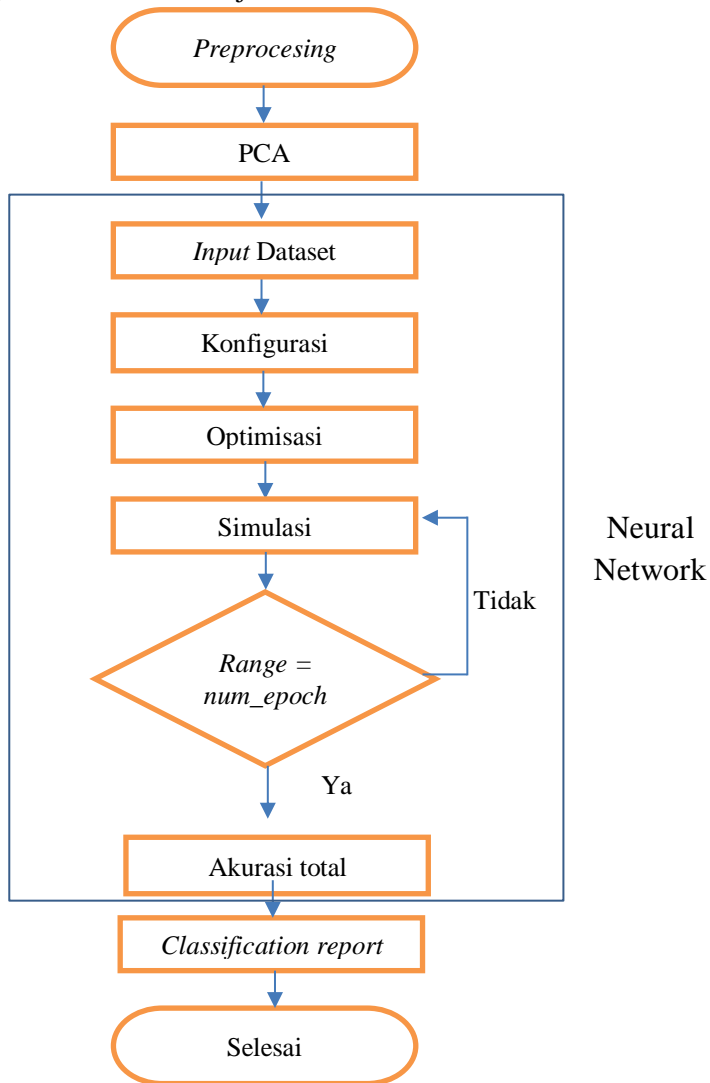 Preprocesing
PCA
Input Dataset
Konfigurasi
Optimisasi
Simulasi
Neural
Network
Tidak
Range =
num_epoch
Ya
Akurasi total
Classification report
Selesai